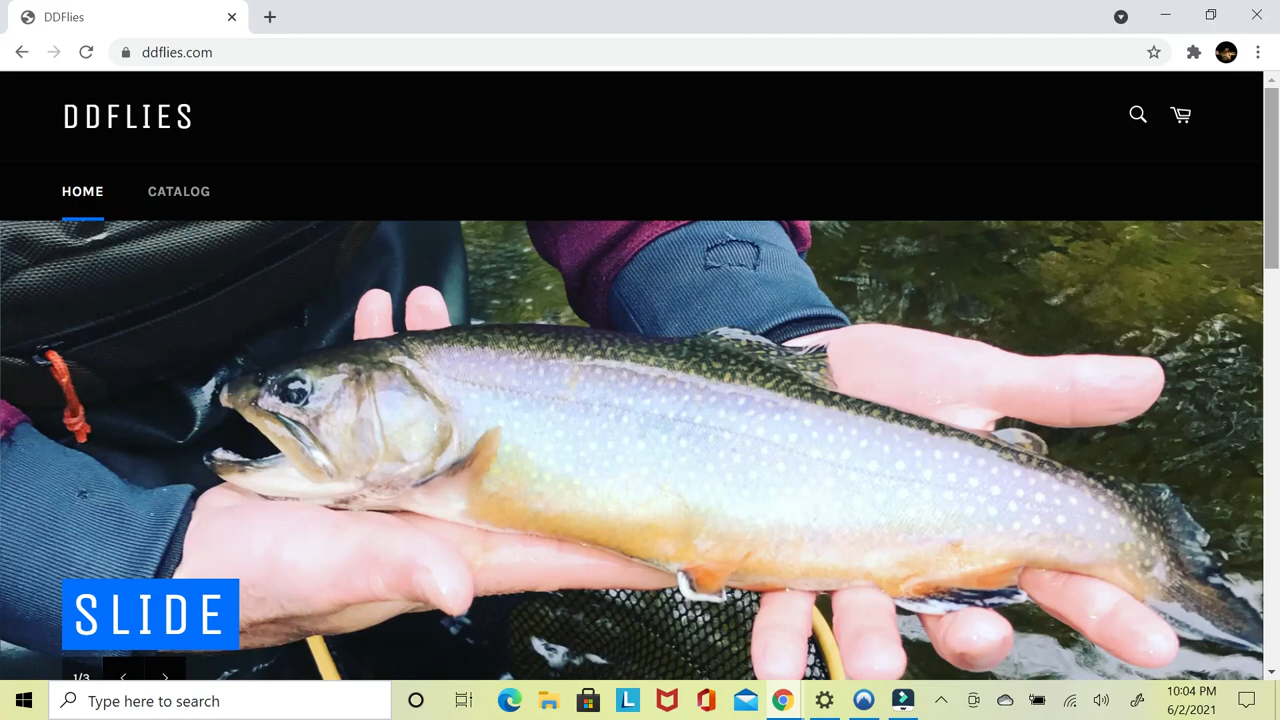 DDFlies
ddflies.com
DDFLIES
HOME
CATALOG
SLIDE
1/3
Type here to search
L
10:04 PM
6/2/2021